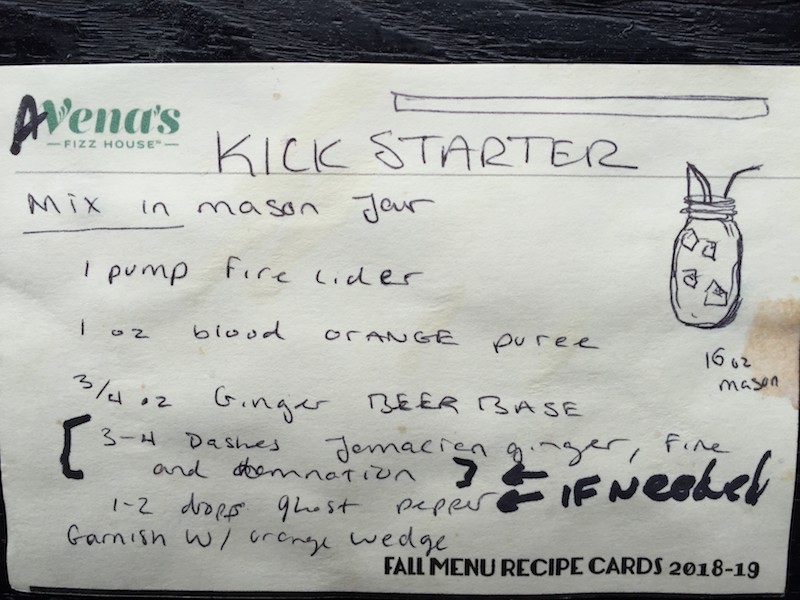 AVena's
FIZZ HOUSE
KICK STARTER
Mix in mason Jar
1 pump Fire Cider
1 oz blood ORANGE puree
3/4 oz Ginger BEER BASE
16 oz
mason
[3-4 Dashes Jamacien ginger, Fire
and damnation ] ←
1-2 drops ghost pepper ← IF Needed
Garnish w/ orange wedge
FALL MENU RECIPE CARDS 2018-19